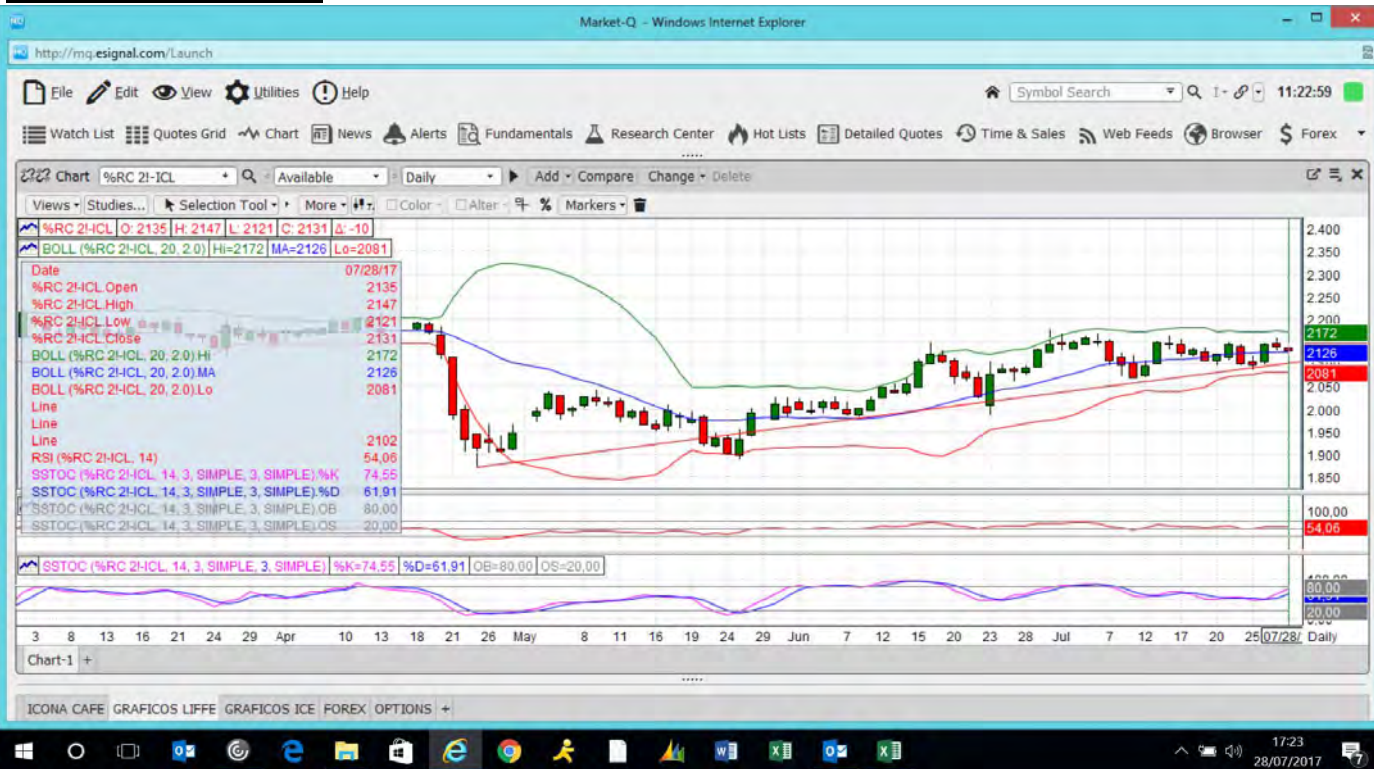 Market-Q - Windows Internet Explorer
http://mq.esignal.com/Launch
File Edit View Utilities Help Symbol Search 11:22:59
Watch List Quotes Grid Chart News Alerts Fundamentals Research Center Hot Lists Detailed Quotes Time & Sales Web Feeds Browser Forex
Chart %RC 2!-ICL Available Daily Add Compare Change Delete
Views Studies... Selection Tool More Color Alter % Markers
%RC 2!-ICL O: 2135 H: 2147 L: 2121 C: 2131 Δ: -10
BOLL (%RC 2!-ICL, 20, 2.0) Hi=2172 MA=2126 Lo=2081
Date 07/28/17
%RC 2!-ICL.Open 2135
%RC 2!-ICL.High 2147
%RC 2!-ICL.Low 2121
%RC 2!-ICL.Close 2131
BOLL (%RC 2!-ICL, 20, 2.0).Hi 2172
BOLL (%RC 2!-ICL, 20, 2.0).MA 2126
BOLL (%RC 2!-ICL, 20, 2.0).Lo 2081
Line
Line
Line 2102
RSI (%RC 2!-ICL, 14) 54,06
SSTOC (%RC 2!-ICL, 14, 3, SIMPLE, 3, SIMPLE).%K 74,55
SSTOC (%RC 2!-ICL, 14, 3, SIMPLE, 3, SIMPLE).%D 61,91
SSTOC (%RC 2!-ICL, 14, 3, SIMPLE, 3, SIMPLE).OB 80,00
SSTOC (%RC 2!-ICL, 14, 3, SIMPLE, 3, SIMPLE).OS 20,00
2.400
2.350
2.300
2.250
2.200
2172
2126
2081
2.050
2.000
1.950
1.900
1.850
100,00
54,06
SSTOC (%RC 2!-ICL, 14, 3, SIMPLE, 3, SIMPLE) %K=74,55 %D=61,91 OB=80,00 OS=20,00
80,00
20,00
3 8 13 16 21 24 29 Apr 10 13 18 21 26 May 8 11 16 19 24 29 Jun 7 12 15 20 23 28 Jul 7 12 17 20 25 07/28/ Daily
Chart-1 +
ICONA CAFE GRAFICOS LIFFE GRAFICOS ICE FOREX OPTIONS +
17:23
28/07/2017